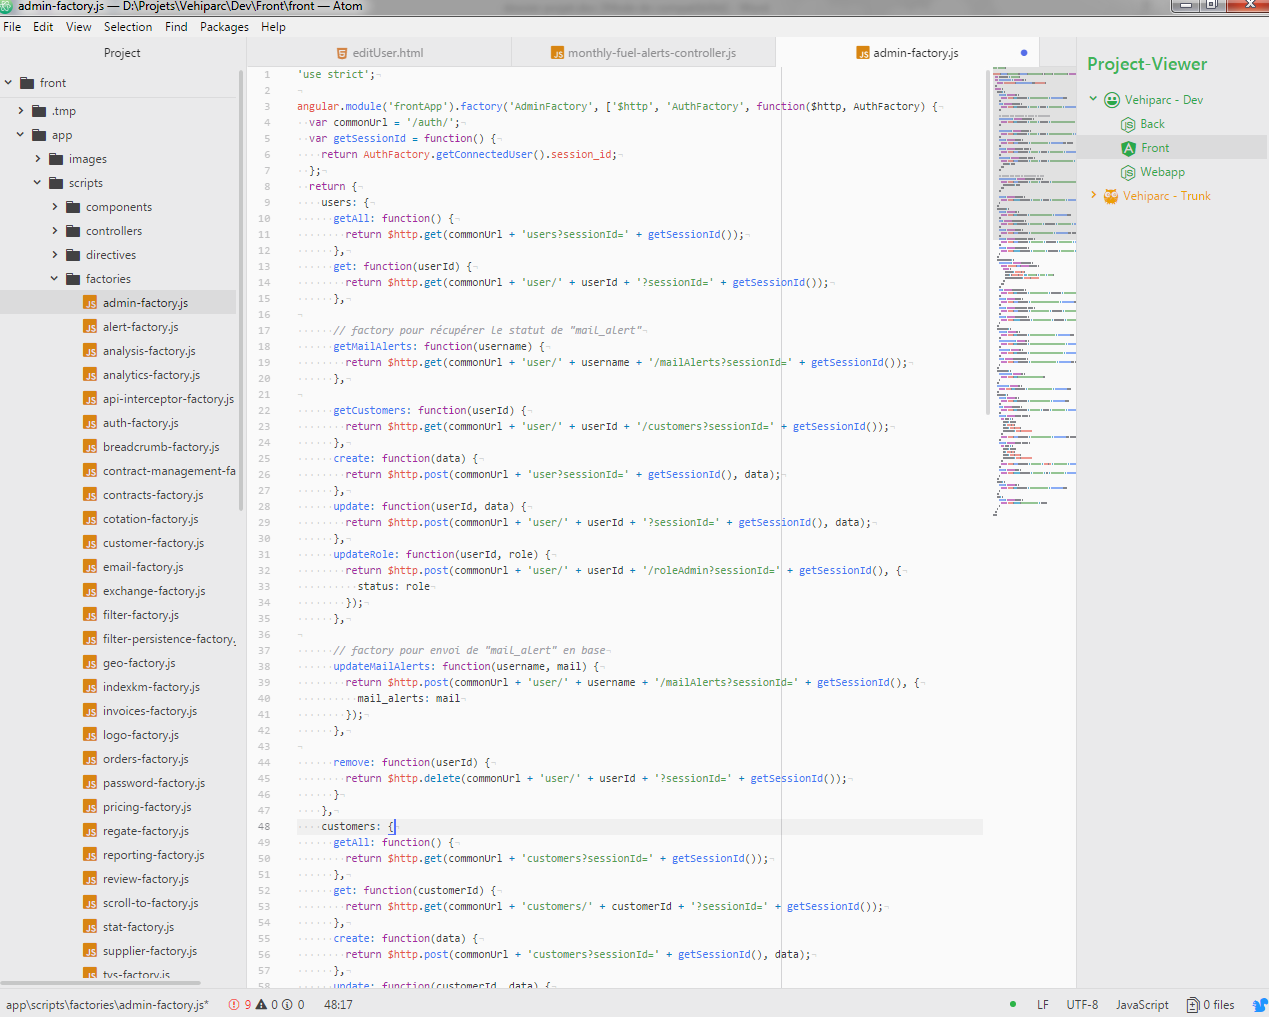 admin-factory.js — D:\Projets\Vehiparc\Dev\Front\front — Atom
File Edit View Selection Find Packages Help
Project
front
.tmp
app
images
scripts
components
controllers
directives
factories
admin-factory.js
alert-factory.js
analysis-factory.js
analytics-factory.js
api-interceptor-factory.js
auth-factory.js
breadcrumb-factory.js
contract-management-fa
contracts-factory.js
cotation-factory.js
customer-factory.js
email-factory.js
exchange-factory.js
filter-factory.js
filter-persistence-factory.
geo-factory.js
indexkm-factory.js
invoices-factory.js
logo-factory.js
orders-factory.js
password-factory.js
pricing-factory.js
regate-factory.js
reporting-factory.js
review-factory.js
scroll-to-factory.js
stat-factory.js
supplier-factory.js
tvs-factory.js
editUser.html
monthly-fuel-alerts-controller.js
admin-factory.js
1 'use strict';
2
3 angular.module('frontApp').factory('AdminFactory', ['$http', 'AuthFactory', function($http, AuthFactory) {
4 var commonUrl = '/auth/';
5 var getSessionId = function() {
6 return AuthFactory.getConnectedUser().session_id;
7 };
8 return {
9 users: {
10 getAll: function() {
11 return $http.get(commonUrl + 'users?sessionId=' + getSessionId());
12 },
13 get: function(userId) {
14 return $http.get(commonUrl + 'user/' + userId + '?sessionId=' + getSessionId());
15 },
16
17 // factory pour récupérer le statut de "mail_alert"
18 getMailAlerts: function(username) {
19 return $http.get(commonUrl + 'user/' + username + '/mailAlerts?sessionId=' + getSessionId());
20 },
21
22 getCustomers: function(userId) {
23 return $http.get(commonUrl + 'user/' + userId + '/customers?sessionId=' + getSessionId());
24 },
25 create: function(data) {
26 return $http.post(commonUrl + 'user?sessionId=' + getSessionId(), data);
27 },
28 update: function(userId, data) {
29 return $http.post(commonUrl + 'user/' + userId + '?sessionId=' + getSessionId(), data);
30 },
31 updateRole: function(userId, role) {
32 return $http.post(commonUrl + 'user/' + userId + '/roleAdmin?sessionId=' + getSessionId(), {
33 status: role
34 });
35 },
36
37 // factory pour envoi de "mail_alert" en base
38 updateMailAlerts: function(username, mail) {
39 return $http.post(commonUrl + 'user/' + username + '/mailAlerts?sessionId=' + getSessionId(), {
40 mail_alerts: mail
41 });
42 },
43
44 remove: function(userId) {
45 return $http.delete(commonUrl + 'user/' + userId + '?sessionId=' + getSessionId());
46 }
47 },
48 customers: {
49 getAll: function() {
50 return $http.get(commonUrl + 'customers?sessionId=' + getSessionId());
51 },
52 get: function(customerId) {
53 return $http.get(commonUrl + 'customers/' + customerId + '?sessionId=' + getSessionId());
54 },
55 create: function(data) {
56 return $http.post(commonUrl + 'customers?sessionId=' + getSessionId(), data);
57 },
58 update: function(customerId, data) {
Project-Viewer
Vehiparc - Dev
Back
Front
Webapp
Vehiparc - Trunk
app\scripts\factories\admin-factory.js* 9 0 0 48:17 LF UTF-8 JavaScript 0 files